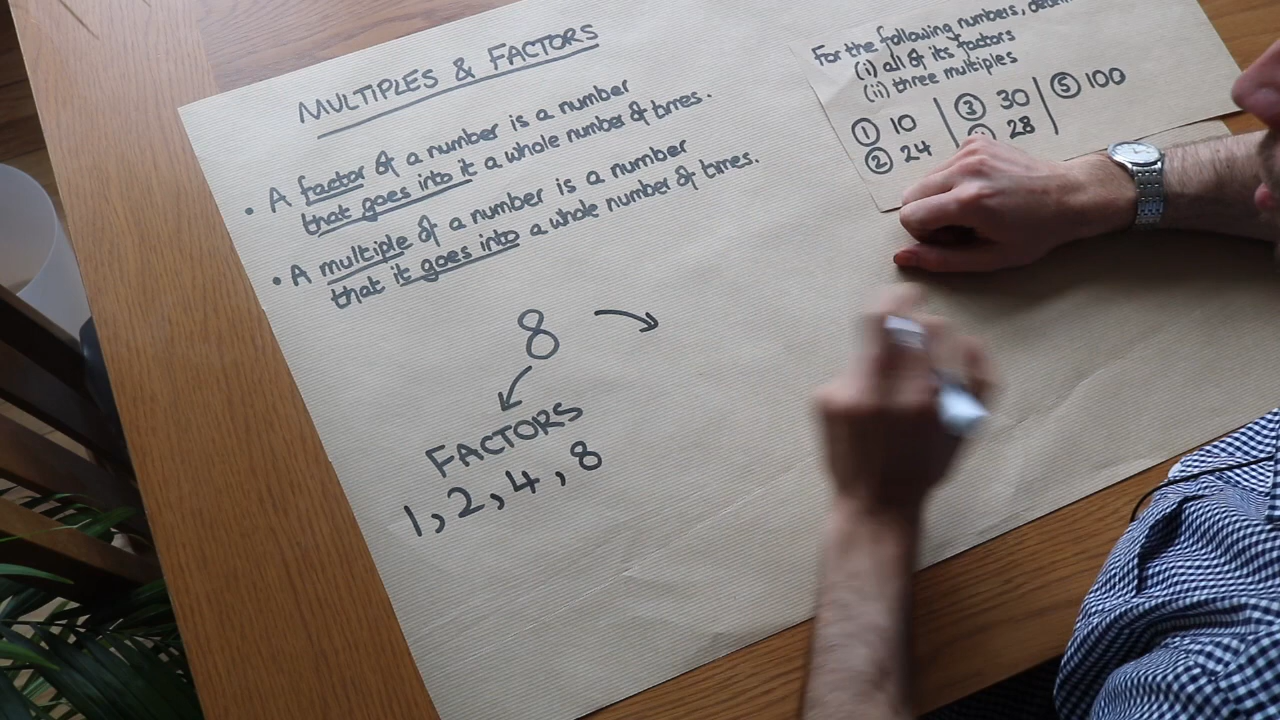 MULTIPLES & FACTORS
• A factor of a number is a number
that goes into it a whole number of times.
• A multiple of a number is a number
that it goes into a whole number of times.
8
FACTORS
1, 2, 4, 8
For the following numbers,
(i) all of its factors
(ii) three multiples
① 10
② 24
③ 30
28
⑤ 100